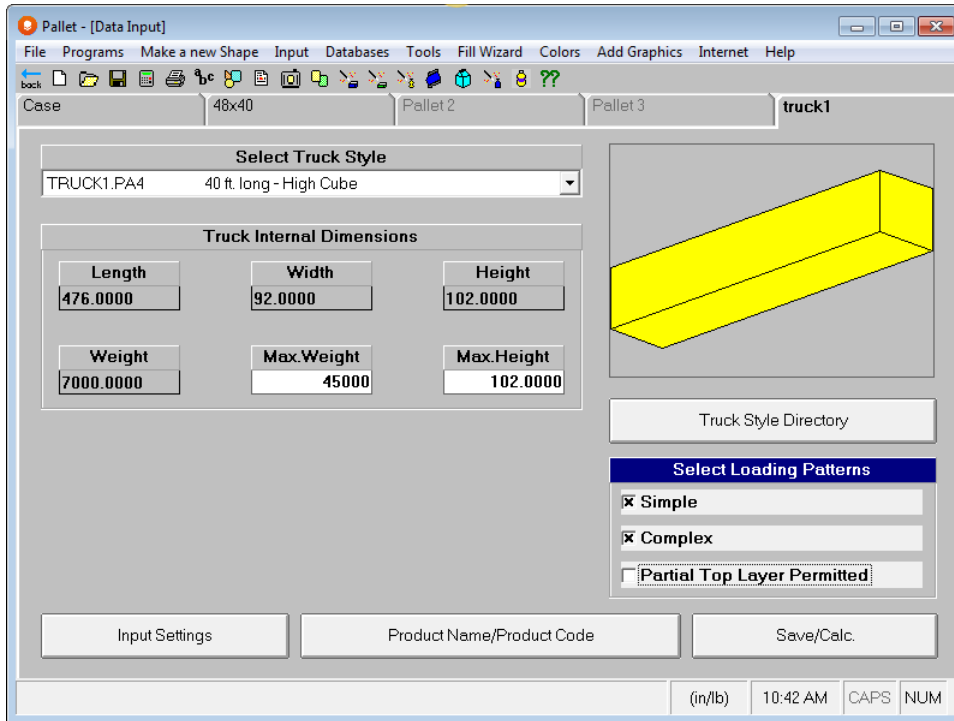 Pallet - [Data Input]
File Programs Make a new Shape Input Databases Tools Fill Wizard Colors Add Graphics Internet Help
back abc ??
Case 48x40 Pallet 2 Pallet 3 truck1
Select Truck Style
TRUCK1.PA4 40 ft. long - High Cube
Truck Internal Dimensions
Length Width Height
476.0000 92.0000 102.0000
Weight Max.Weight Max.Height
7000.0000 45000 102.0000
Truck Style Directory
Select Loading Patterns
Simple
Complex
Partial Top Layer Permitted
Input Settings Product Name/Product Code Save/Calc.
(in/lb) 10:42 AM CAPS NUM